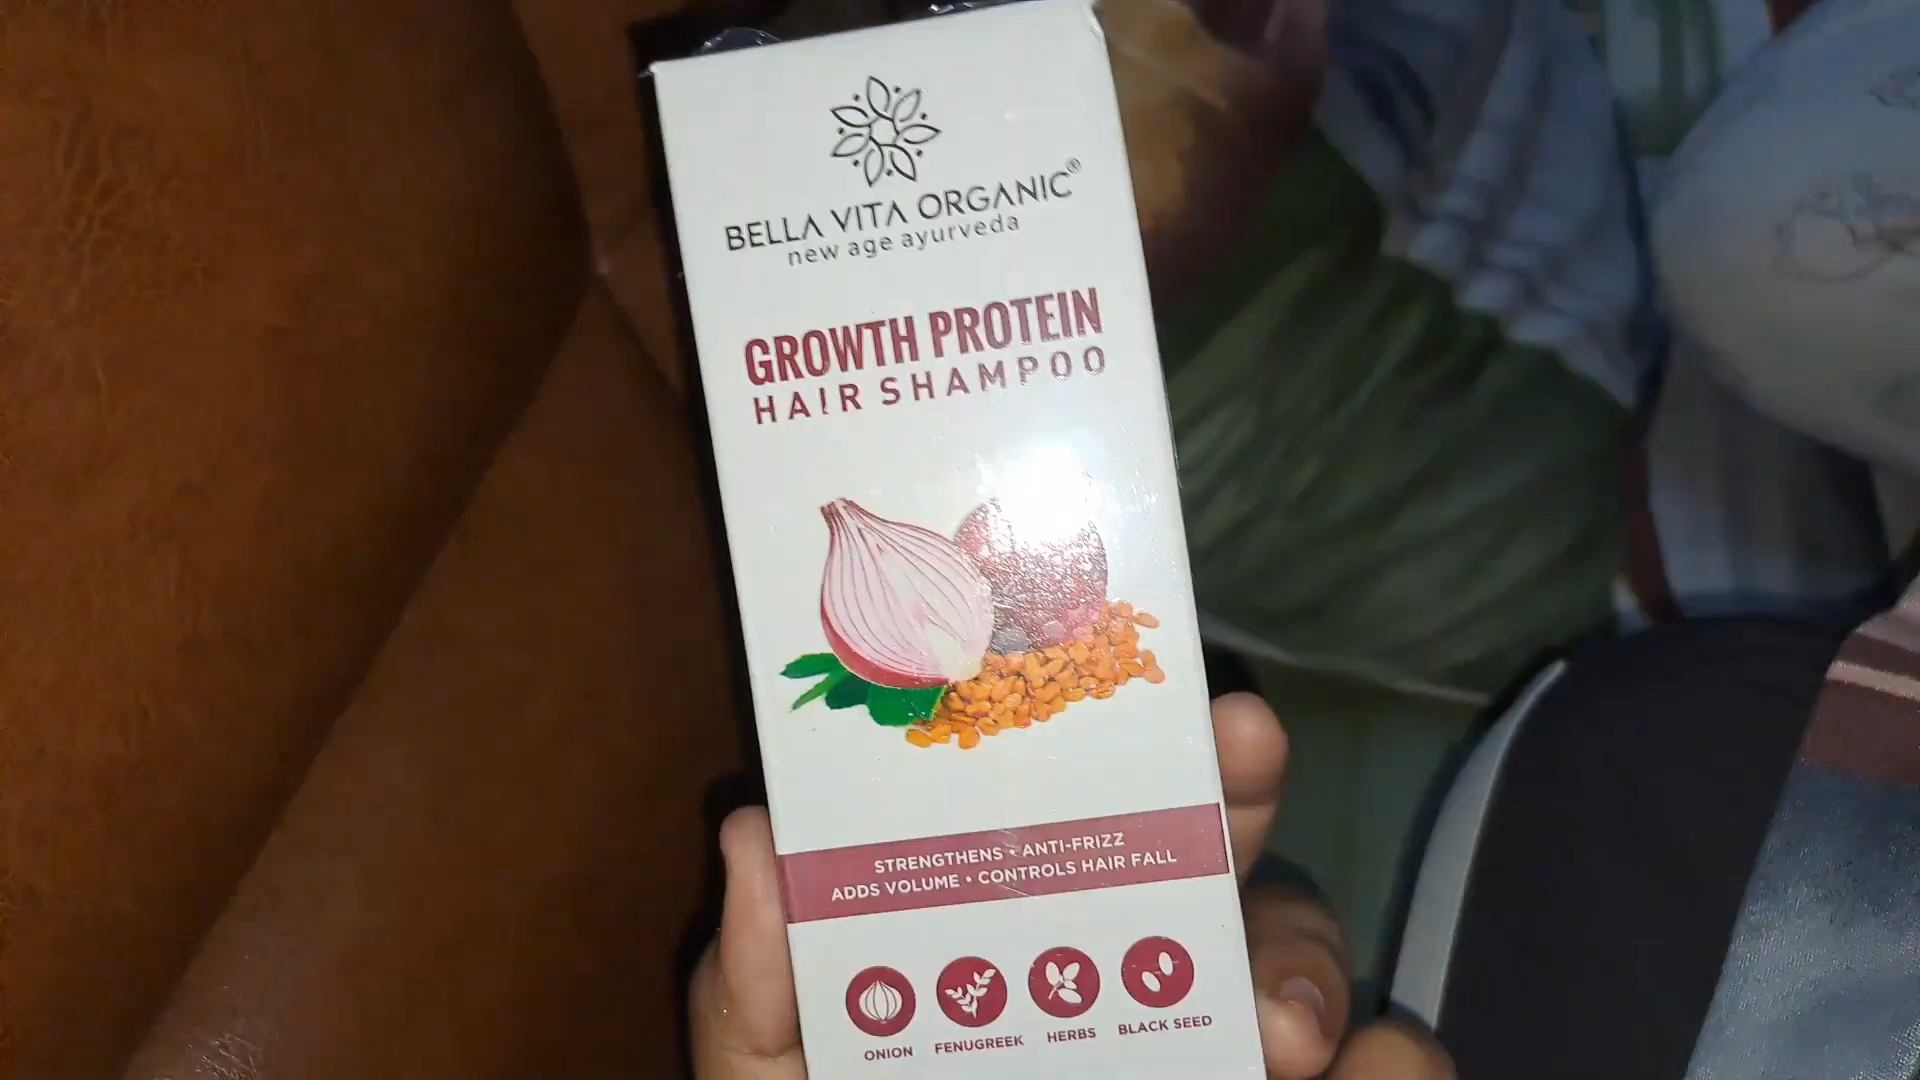 BELLA VITA ORGANIC®
new age ayurveda
GROWTH PROTEIN
HAIR SHAMPOO
STRENGTHENS • ANTI-FRIZZ
ADDS VOLUME • CONTROLS HAIR FALL
ONION FENUGREEK HERBS BLACK SEED